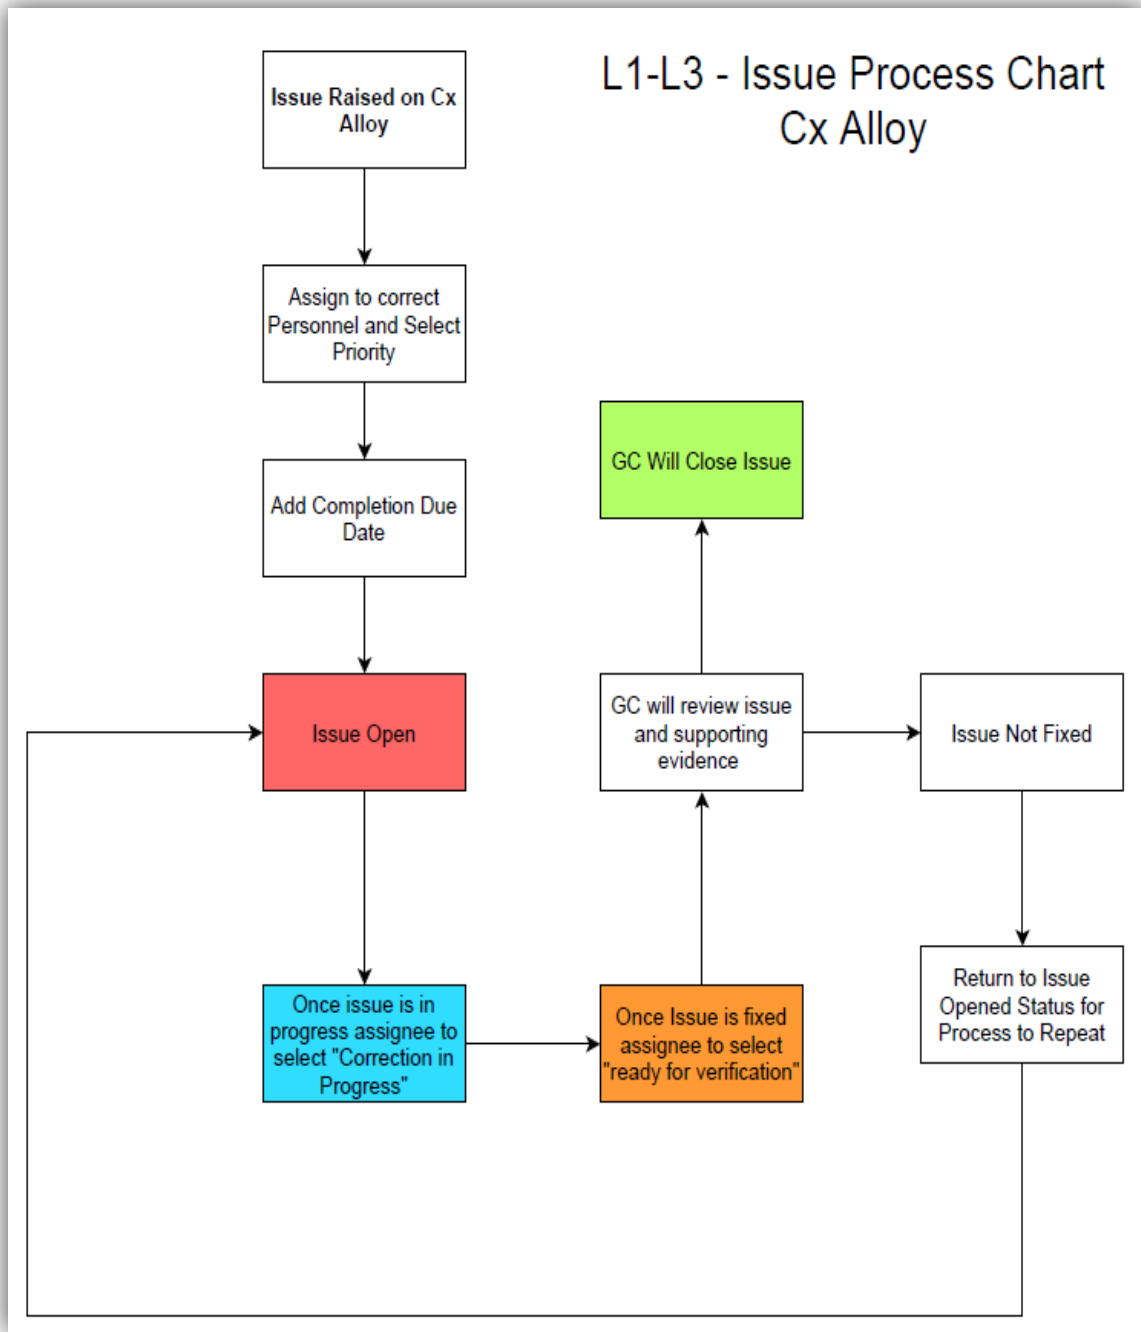 L1-L3 - Issue Process Chart
Cx Alloy
Issue Raised on Cx
Alloy
Assign to correct
Personnel and Select
Priority
Add Completion Due
Date
Issue Open
Once issue is in
progress assignee to
select "Correction in
Progress"
Once Issue is fixed
assignee to select
"ready for verification"
GC will review issue
and supporting
evidence
GC Will Close Issue
Issue Not Fixed
Return to Issue
Opened Status for
Process to Repeat